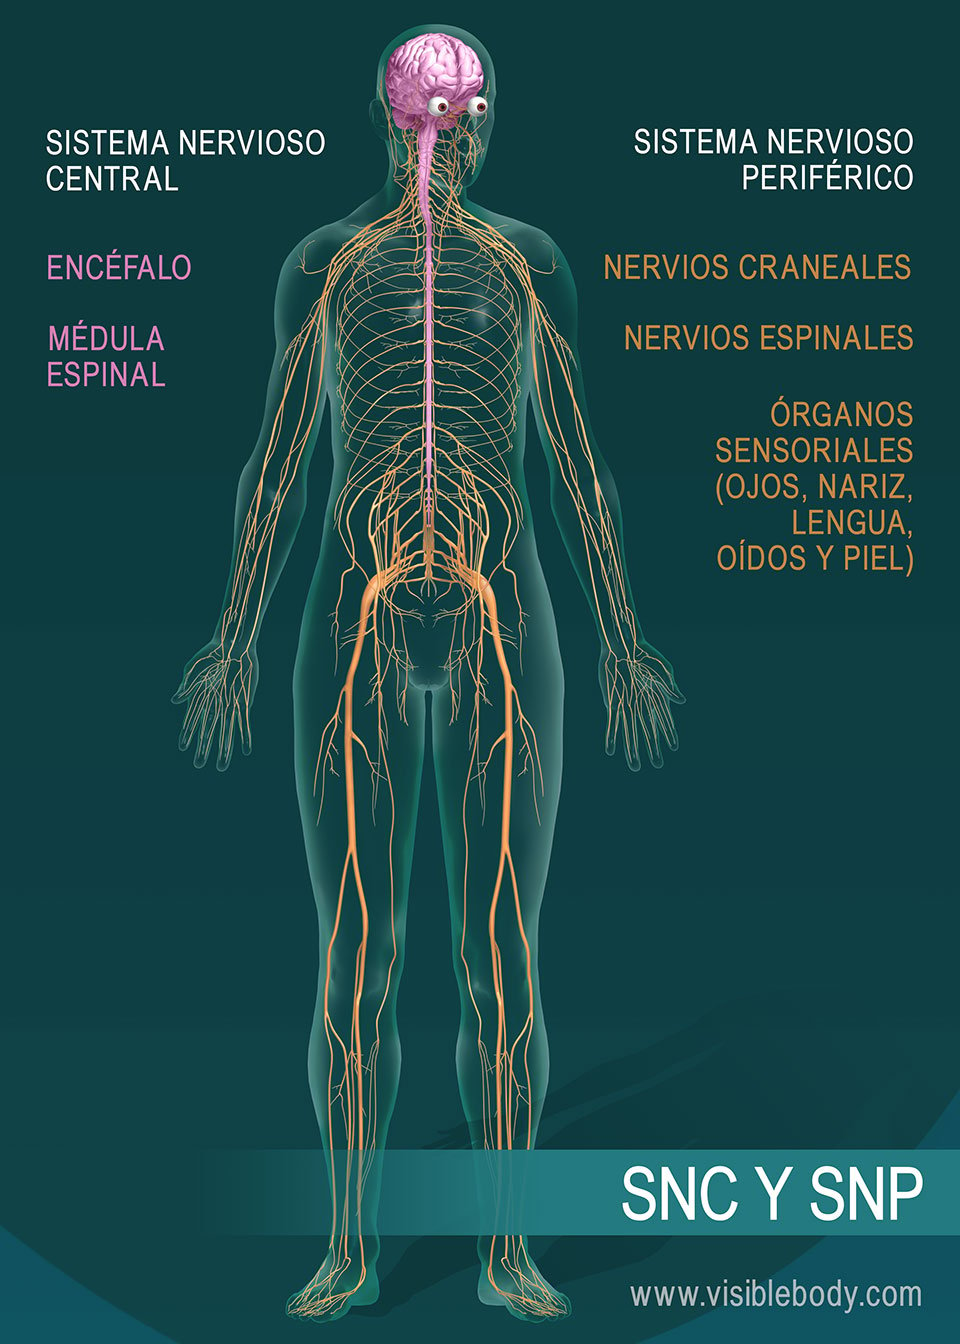 SISTEMA NERVIOSO
CENTRAL
ENCÉFALO
MÉDULA
ESPINAL
SISTEMA NERVIOSO
PERIFÉRICO
NERVIOS CRANEALES
NERVIOS ESPINALES
ÓRGANOS
SENSORIALES
(OJOS, NARIZ,
LENGUA,
OÍDOS Y PIEL)
SNC Y SNP
www.visiblebody.com